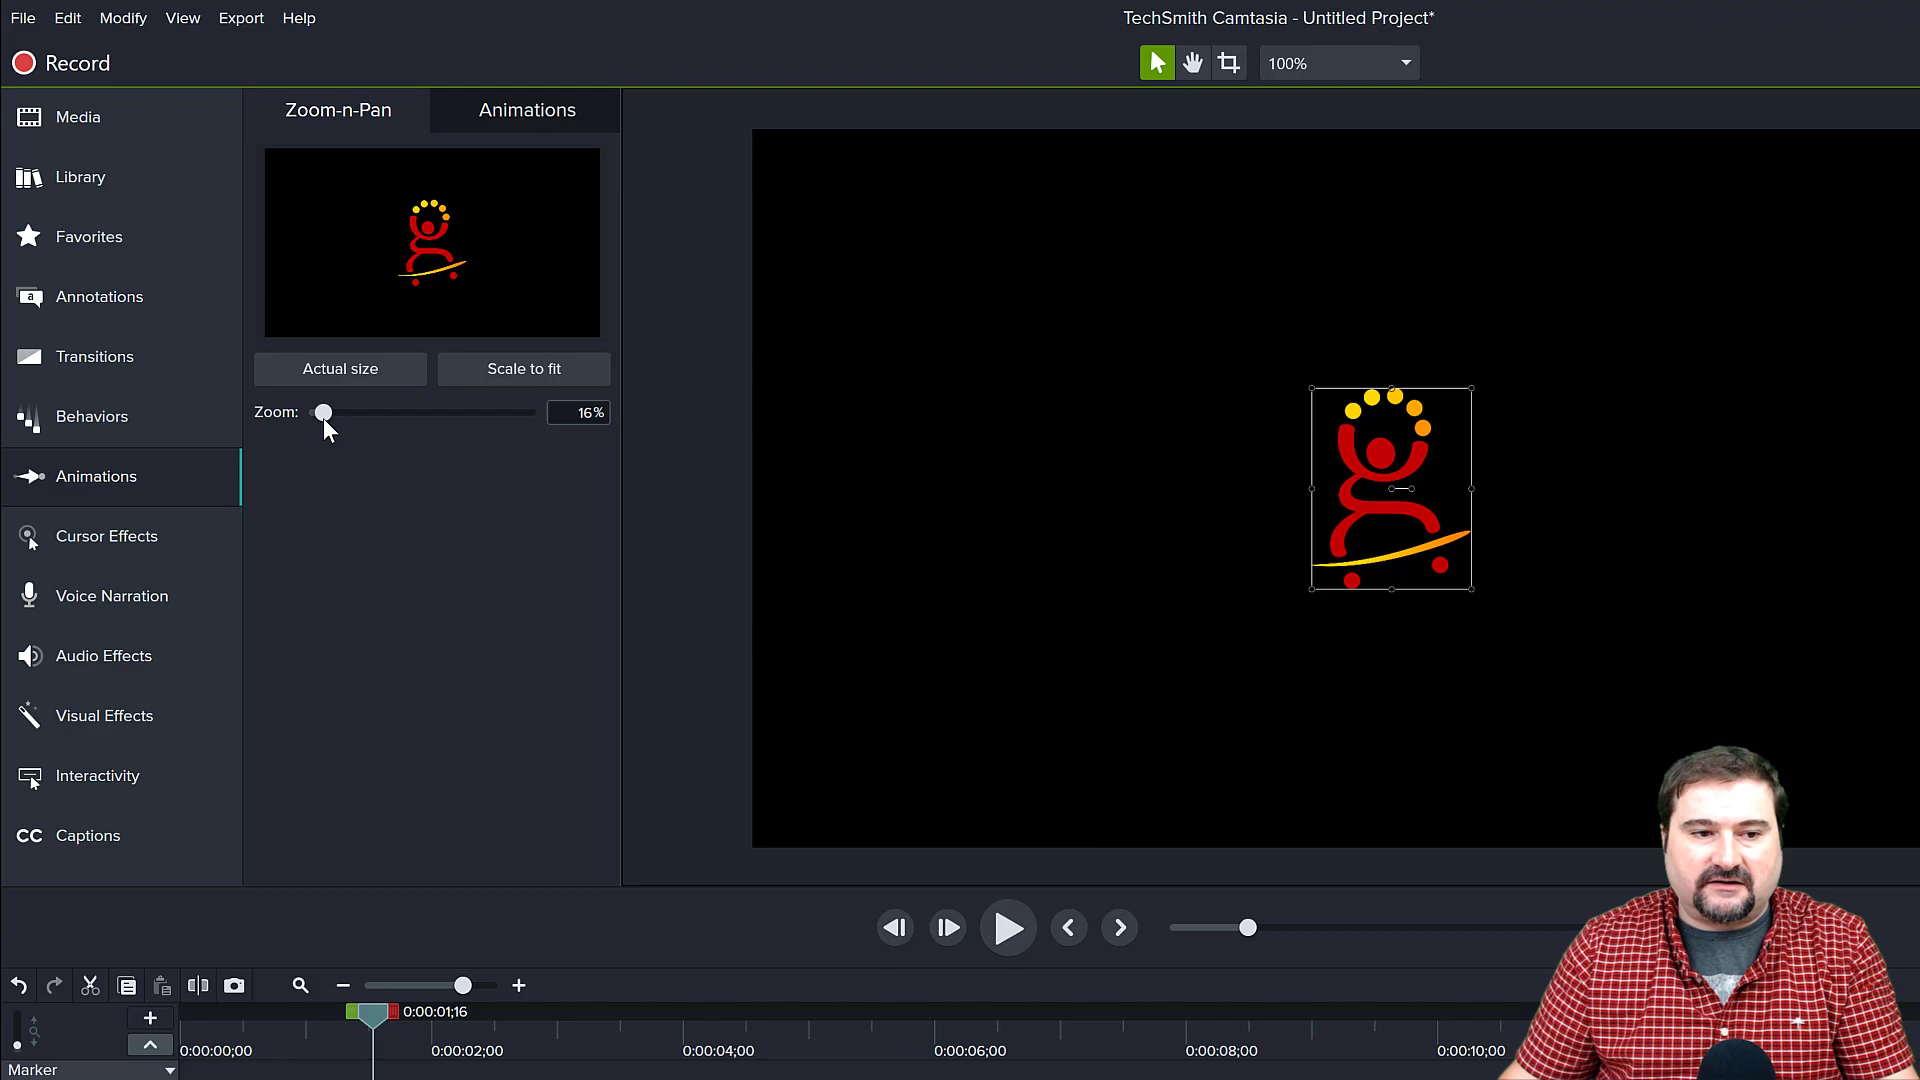 File Edit Modify View Export Help
TechSmith Camtasia - Untitled Project*
Record
100%
Media
Library
Favorites
a
Annotations
Transitions
Behaviors
Animations
Cursor Effects
Voice Narration
Audio Effects
Visual Effects
Interactivity
CC Captions
Zoom-n-Pan Animations
Actual size Scale to fit
Zoom: 16%
0:00:01;16
0:00:00;00 0:00:02;00 0:00:04;00 0:00:06;00 0:00:08;00 0:00:10;00
Marker